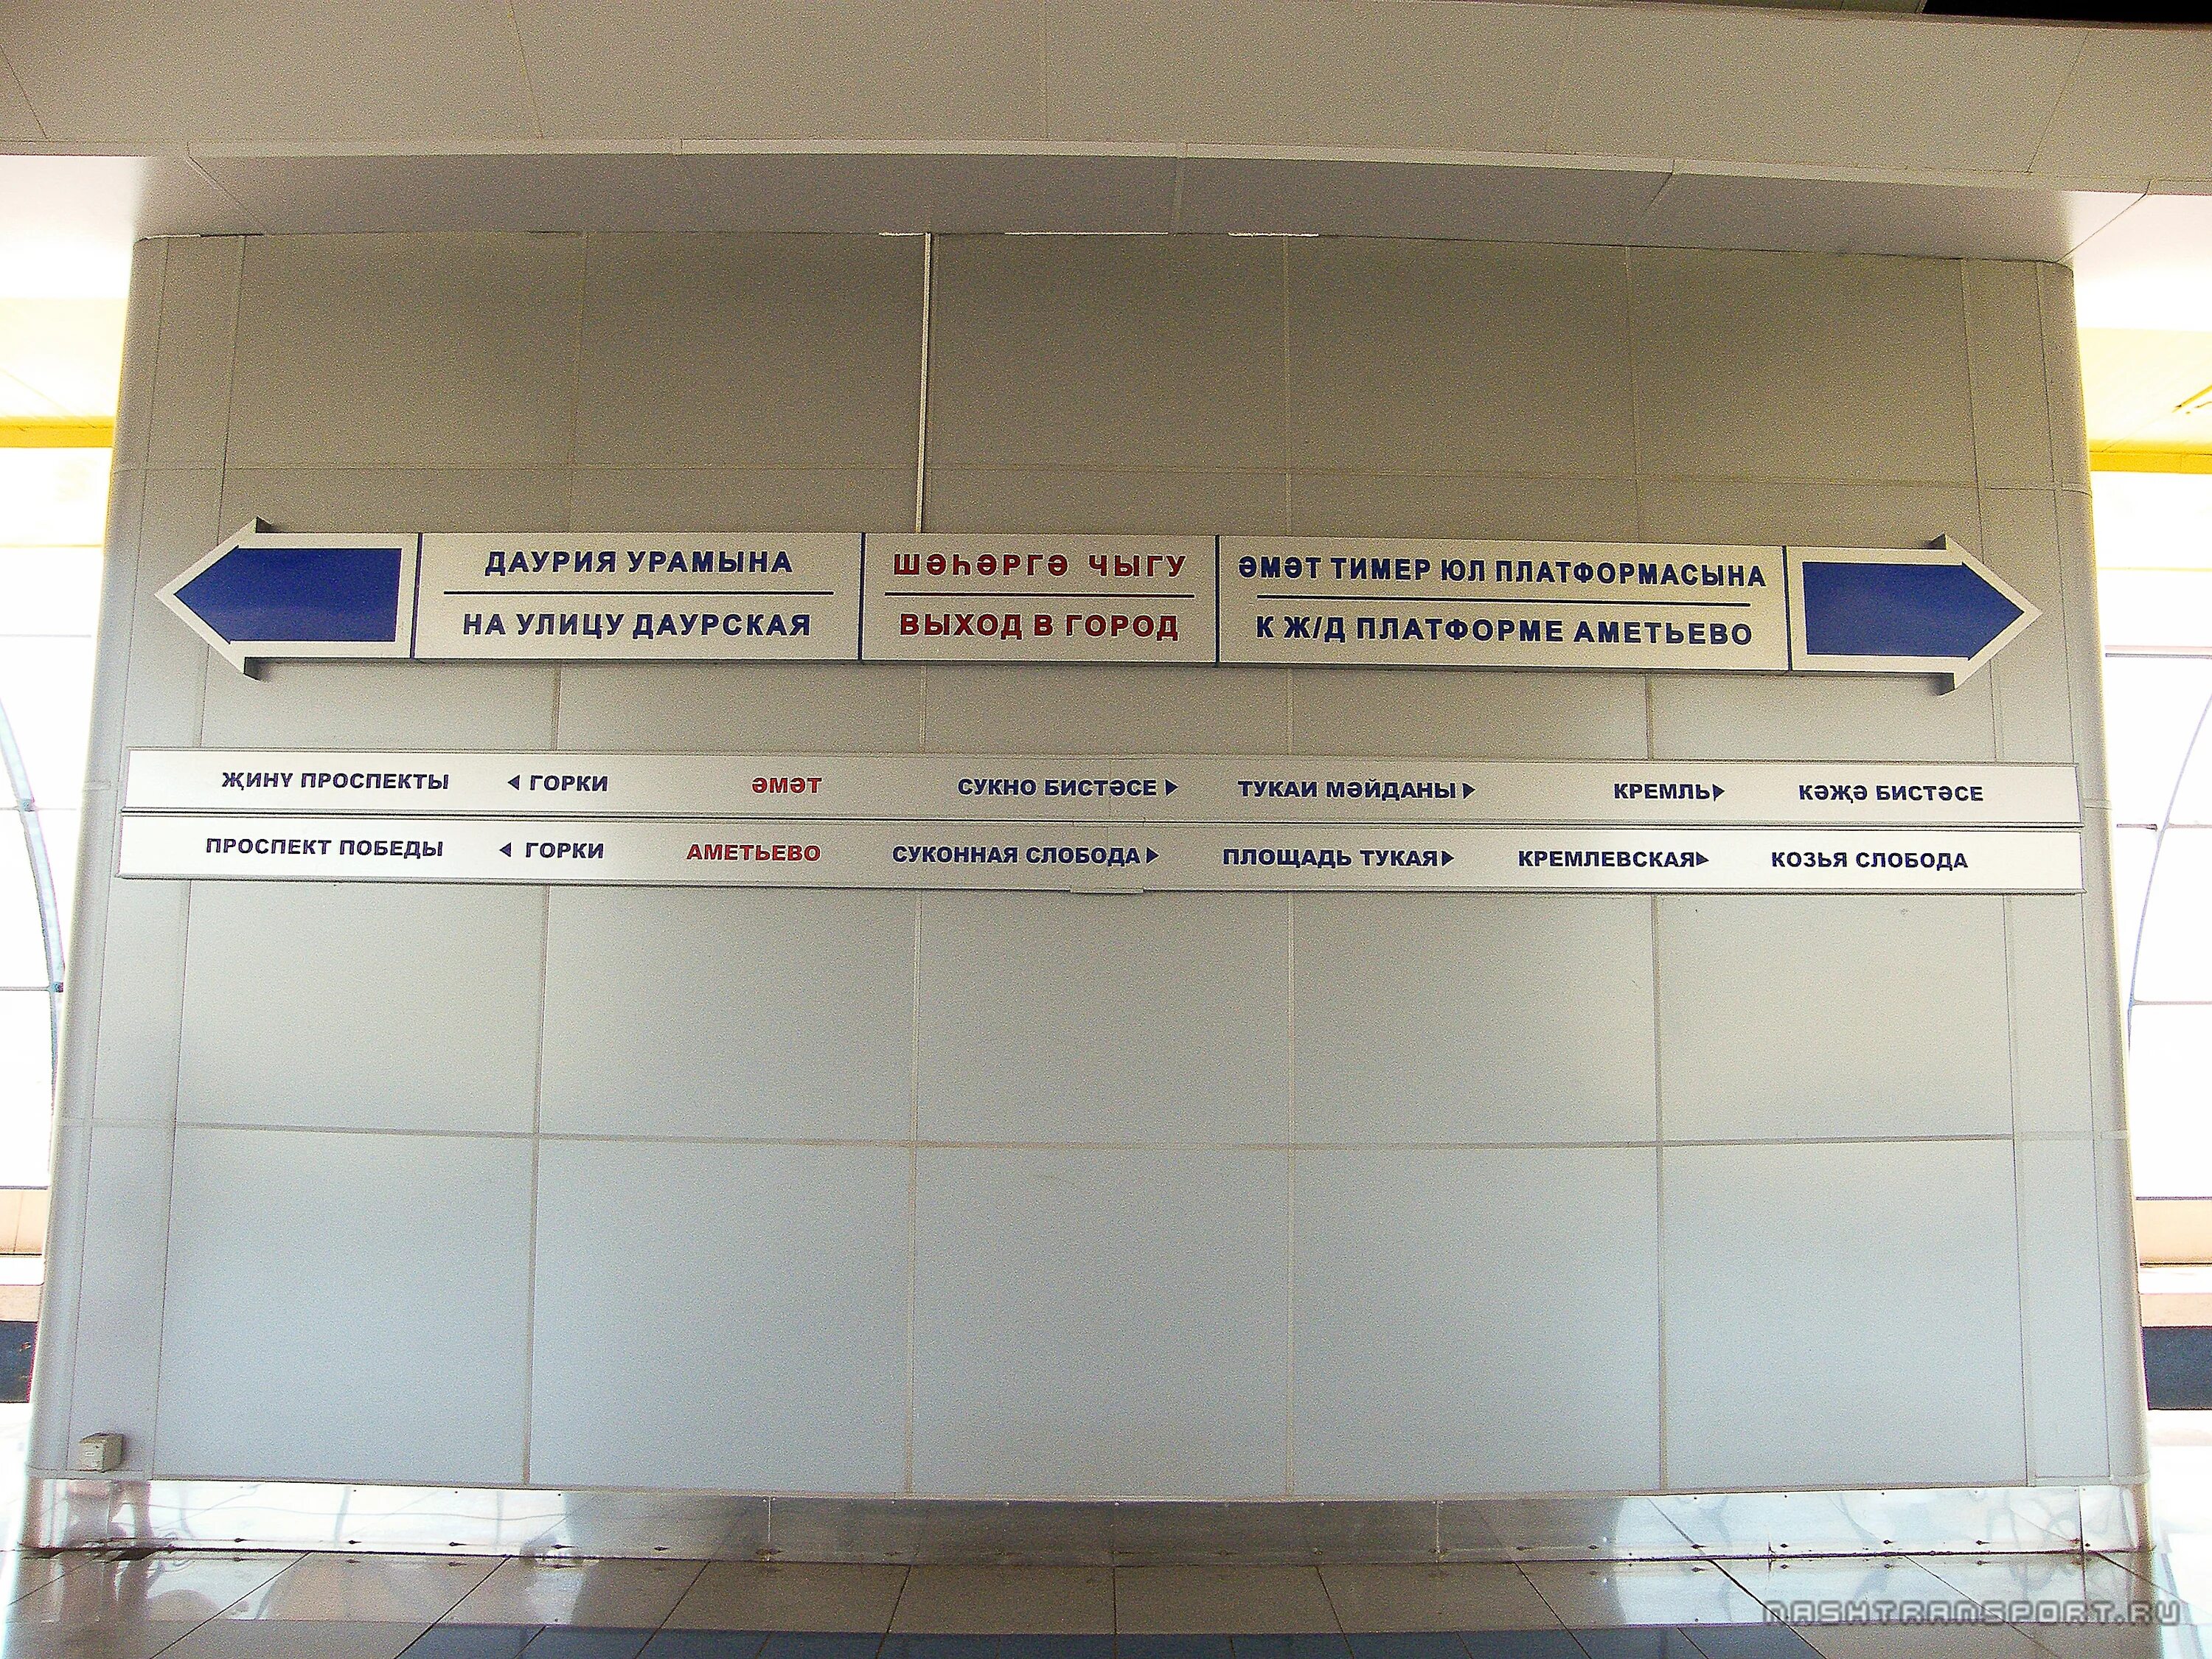 ДАУРИЯ УРАМЫНА
НА УЛИЦУ ДАУРСКАЯ
ШӘҺӘРГӘ ЧЫГУ
ВЫХОД В ГОРОД
ӘМӘТ ТИМЕР ЮЛ ПЛАТФОРМАСЫНА
К Ж/Д ПЛАТФОРМЕ АМЕТЬЕВО
ҖИНҮ ПРОСПЕКТЫ ◄ ГОРКИ ӘМӘТ СУКНО БИСТӘСЕ ► ТУКАИ МӘЙДАНЫ ► КРЕМЛЬ ► КӘҖӘ БИСТӘСЕ
ПРОСПЕКТ ПОБЕДЫ ◄ ГОРКИ АМЕТЬЕВО СУКОННАЯ СЛОБОДА ► ПЛОЩАДЬ ТУКАЯ ► КРЕМЛЕВСКАЯ ► КОЗЬЯ СЛОБОДА
NASHTRANSPORT.RU